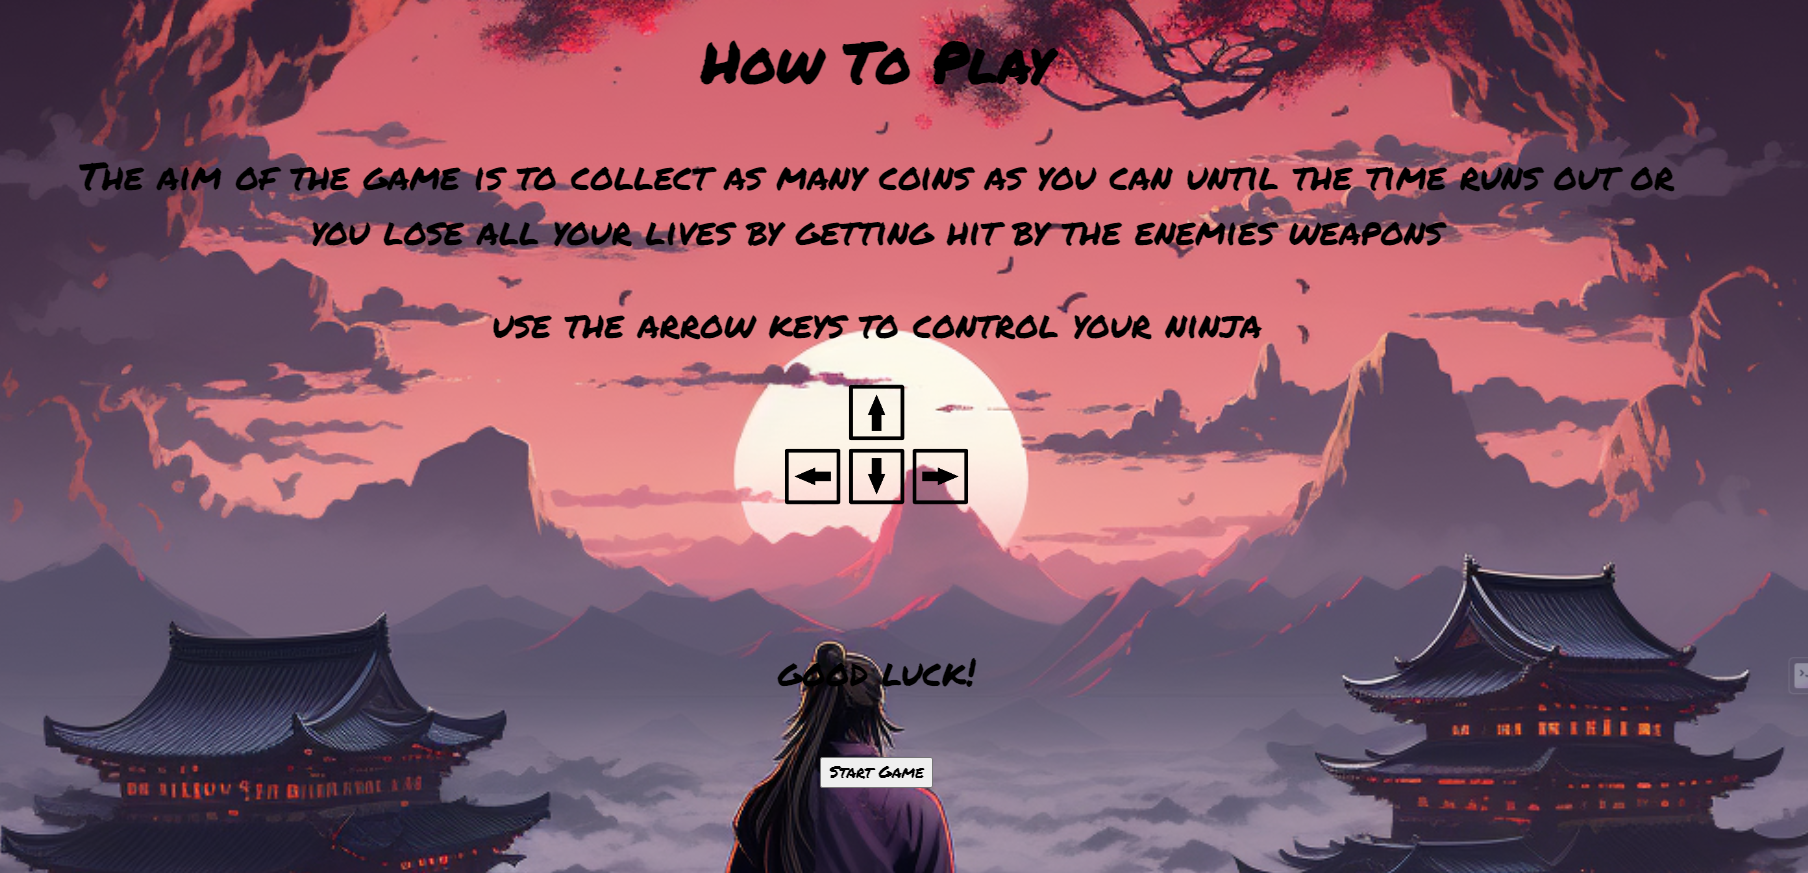 How To Play
The aim of the game is to collect as many coins as you can until the time runs out or
you lose all your lives by getting hit by the enemies weapons
use the arrow keys to control your ninja
good luck!
Start Game